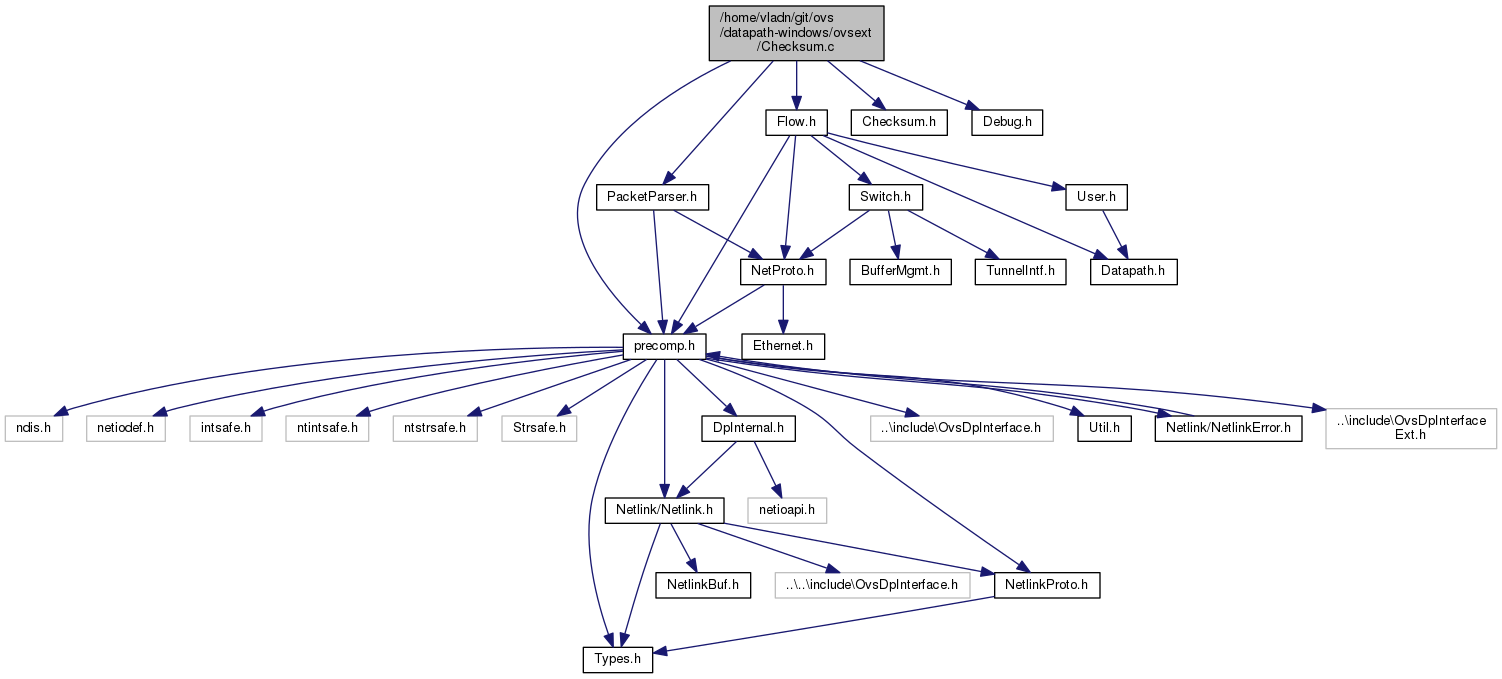 /home/vladn/git/ovs
/datapath-windows/ovsext
/Checksum.c
Flow.h
Checksum.h
Debug.h
PacketParser.h
Switch.h
User.h
NetProto.h
BufferMgmt.h
TunnelIntf.h
Datapath.h
precomp.h
Ethernet.h
ndis.h
netiodef.h
intsafe.h
ntintsafe.h
ntstrsafe.h
Strsafe.h
DpInternal.h
..\include\OvsDpInterface.h
Util.h
Netlink/NetlinkError.h
..\include\OvsDpInterface
Ext.h
Netlink/Netlink.h
netioapi.h
NetlinkBuf.h
..\..\include\OvsDpInterface.h
NetlinkProto.h
Types.h